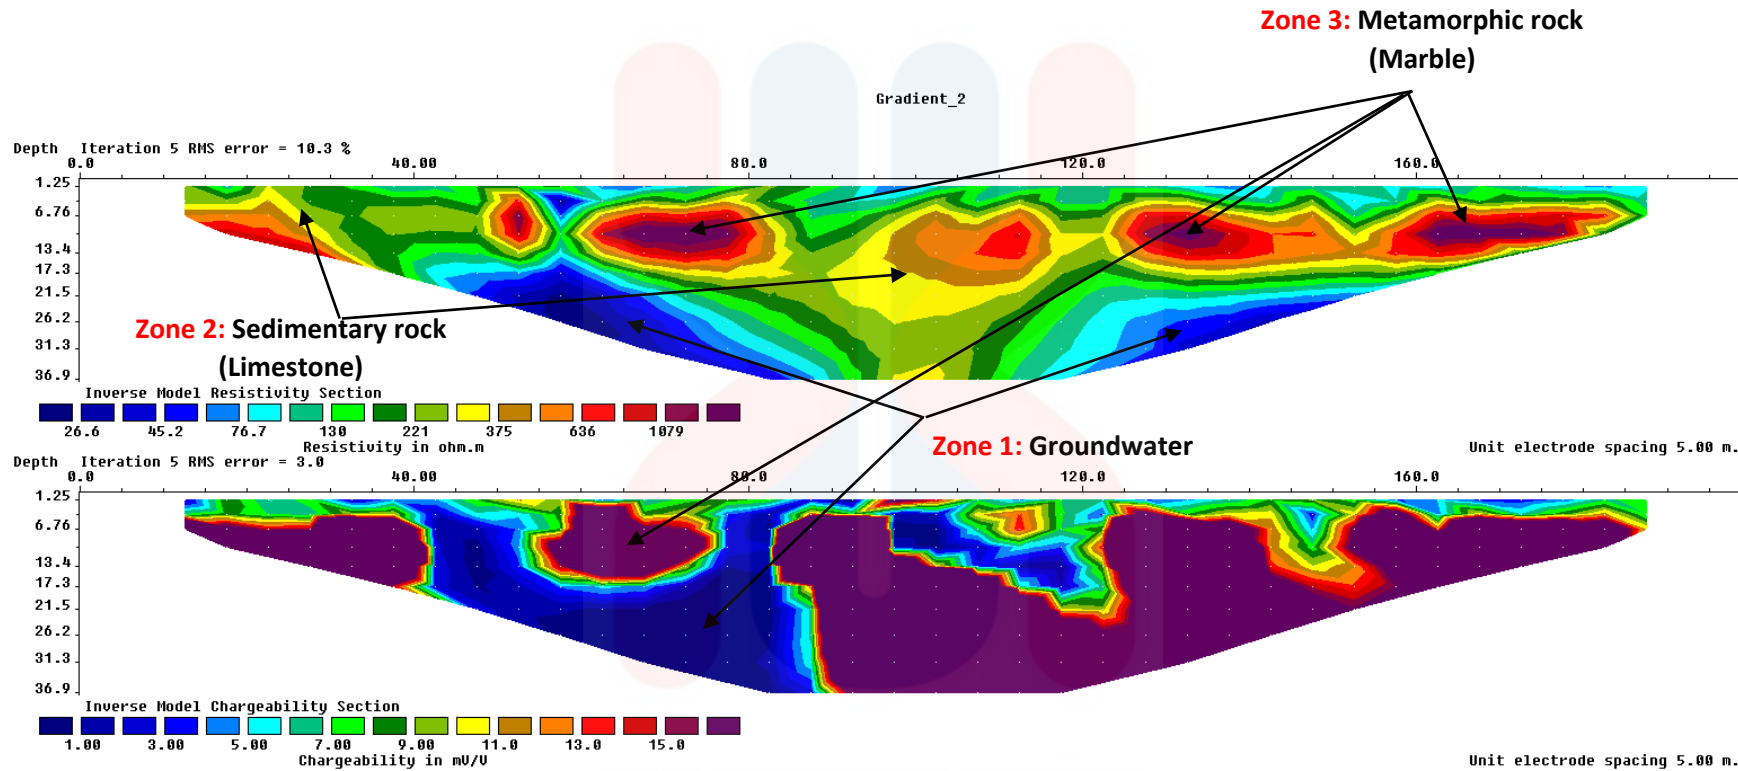 Zone 3: Metamorphic rock
(Marble)
Gradient_2
Depth Iteration 5 RMS error = 10.3 %
0.0 40.00 80.0 120.0 160.0
1.25
6.76
13.4
17.3
21.5
26.2
31.3
36.9
Zone 2: Sedimentary rock
(Limestone)
Inverse Model Resistivity Section
26.6 45.2 76.7 130 221 375 636 1079
Resistivity in ohm.m
Zone 1: Groundwater
Unit electrode spacing 5.00 m.
Depth Iteration 5 RMS error = 3.0
0.0 40.00 80.0 120.0 160.0
1.25
6.76
13.4
17.3
21.5
26.2
31.3
36.9
Inverse Model Chargeability Section
1.00 3.00 5.00 7.00 9.00 11.0 13.0 15.0
Chargeability in mV/V
Unit electrode spacing 5.00 m.